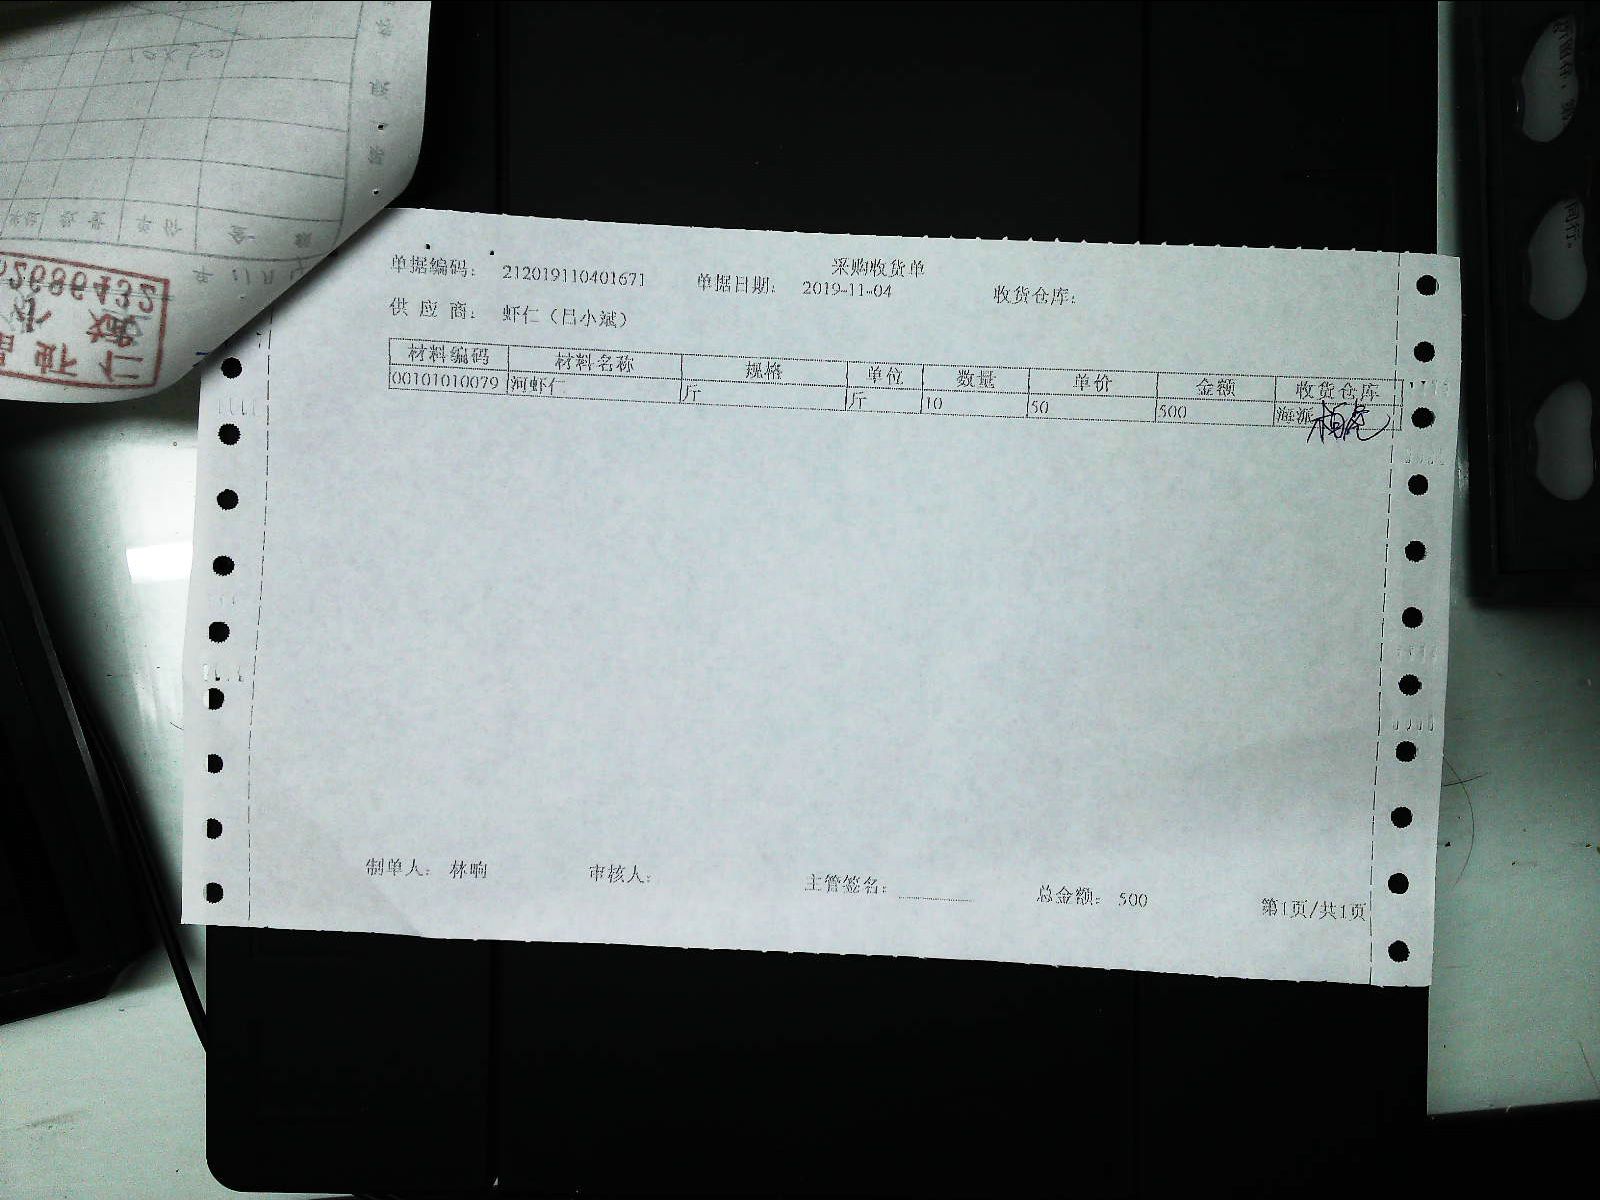 采购收货单
单据编码: 212019110401671 单据日期: 2019-11-04 收货仓库:
供 应 商: 虾仁（吕小斌）
材料编码 材料名称 规格 单位 数量 单价 金额 收货仓库
00101010079 河虾仁 斤 斤 10 50 500 海派
制单人: 林响 审核人: 主管签名: 总金额: 500
第1页/共1页